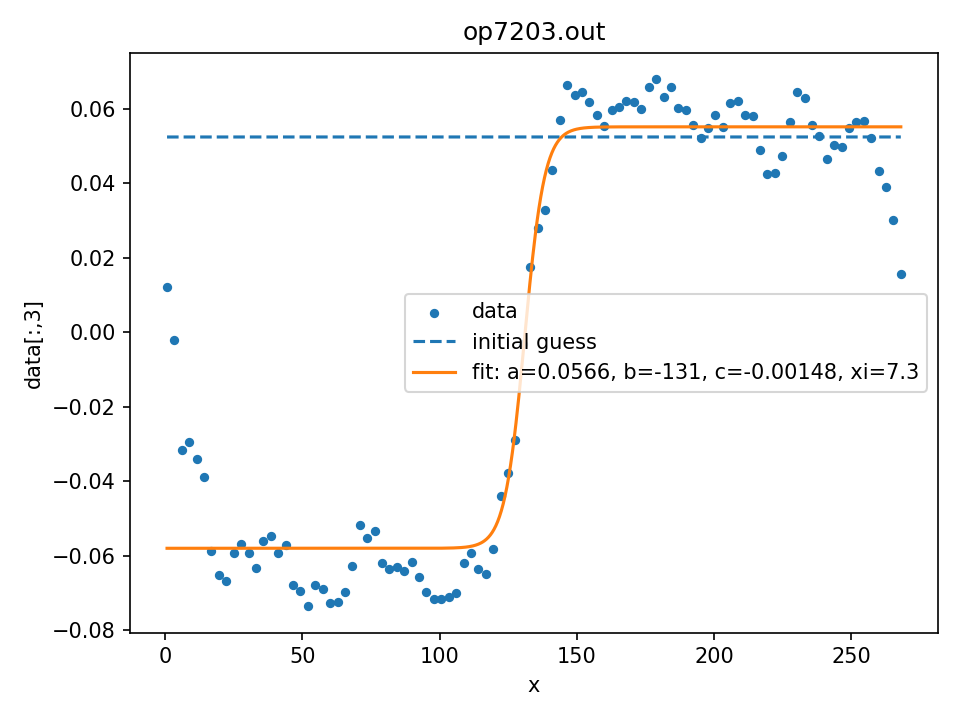 op7203.out
0.06
0.04
0.02
0.00
−0.02
−0.04
−0.06
−0.08
data[:,3]
data
initial guess
fit: a=0.0566, b=-131, c=-0.00148, xi=7.3
0 50 100 150 200 250
x